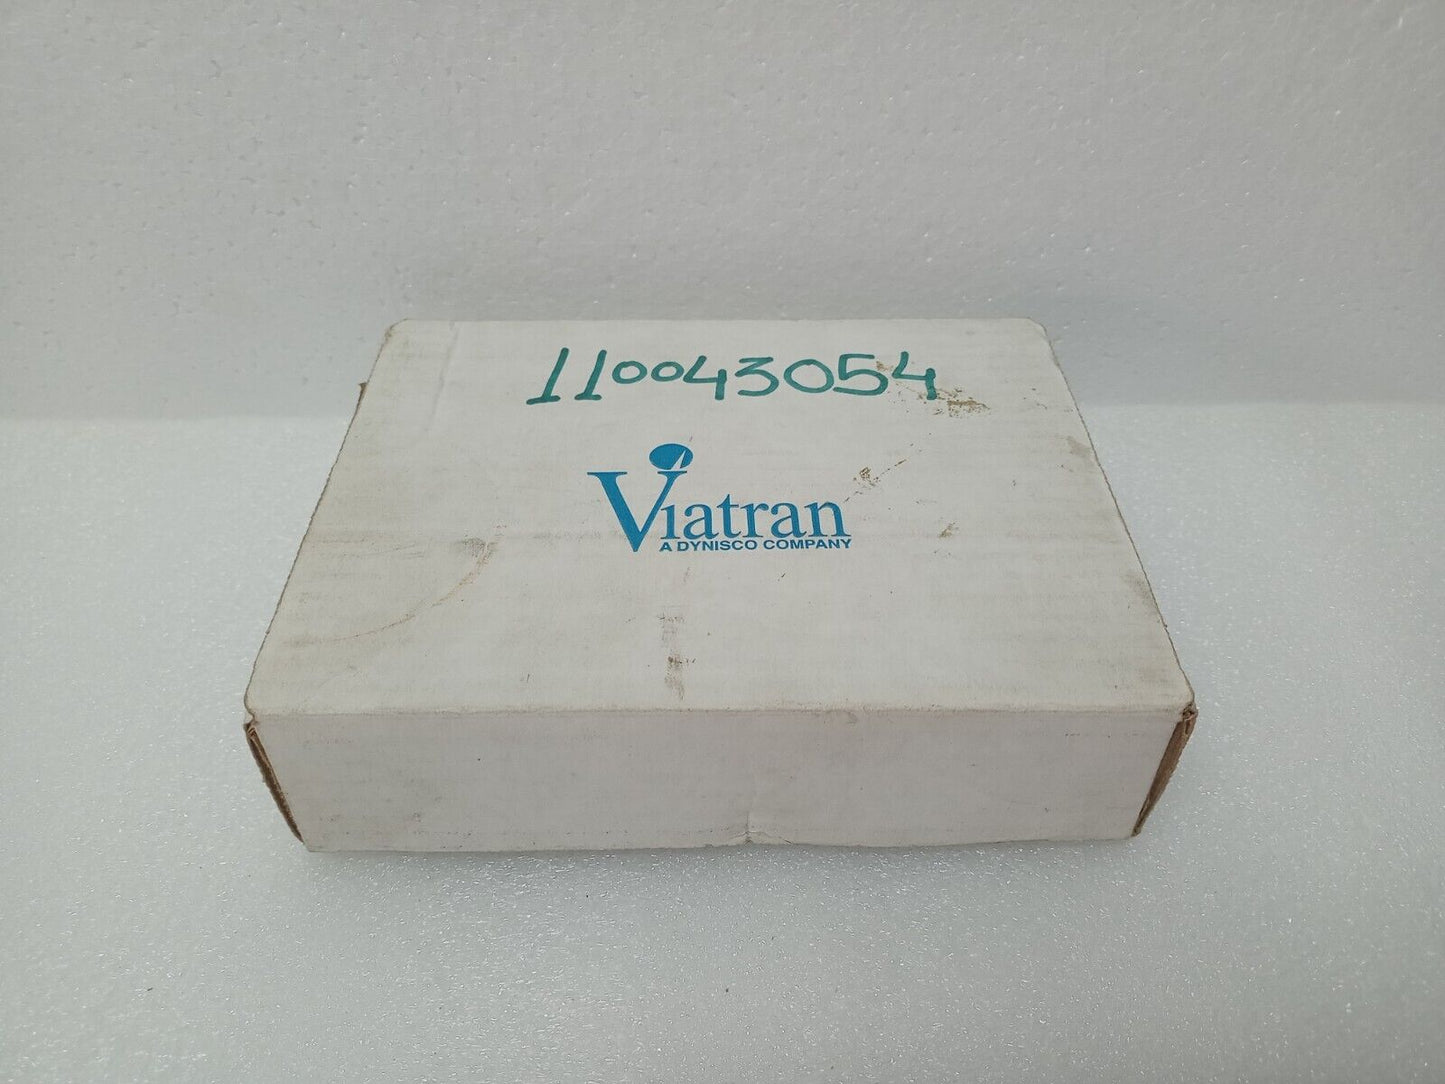 110043054
Viatran
A DYNISCO COMPANY